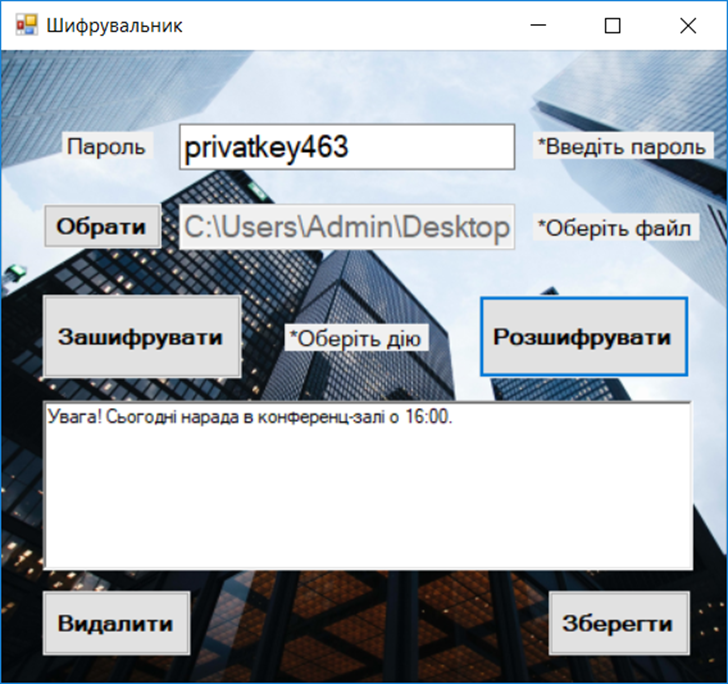 Шифрувальник
Пароль privatkey463 *Введіть пароль
Обрати C:\Users\Admin\Desktop *Оберіть файл
Зашифрувати *Оберіть дію Розшифрувати
Увага! Сьогодні нарада в конференц-залі о 16:00.
Видалити Зберегти